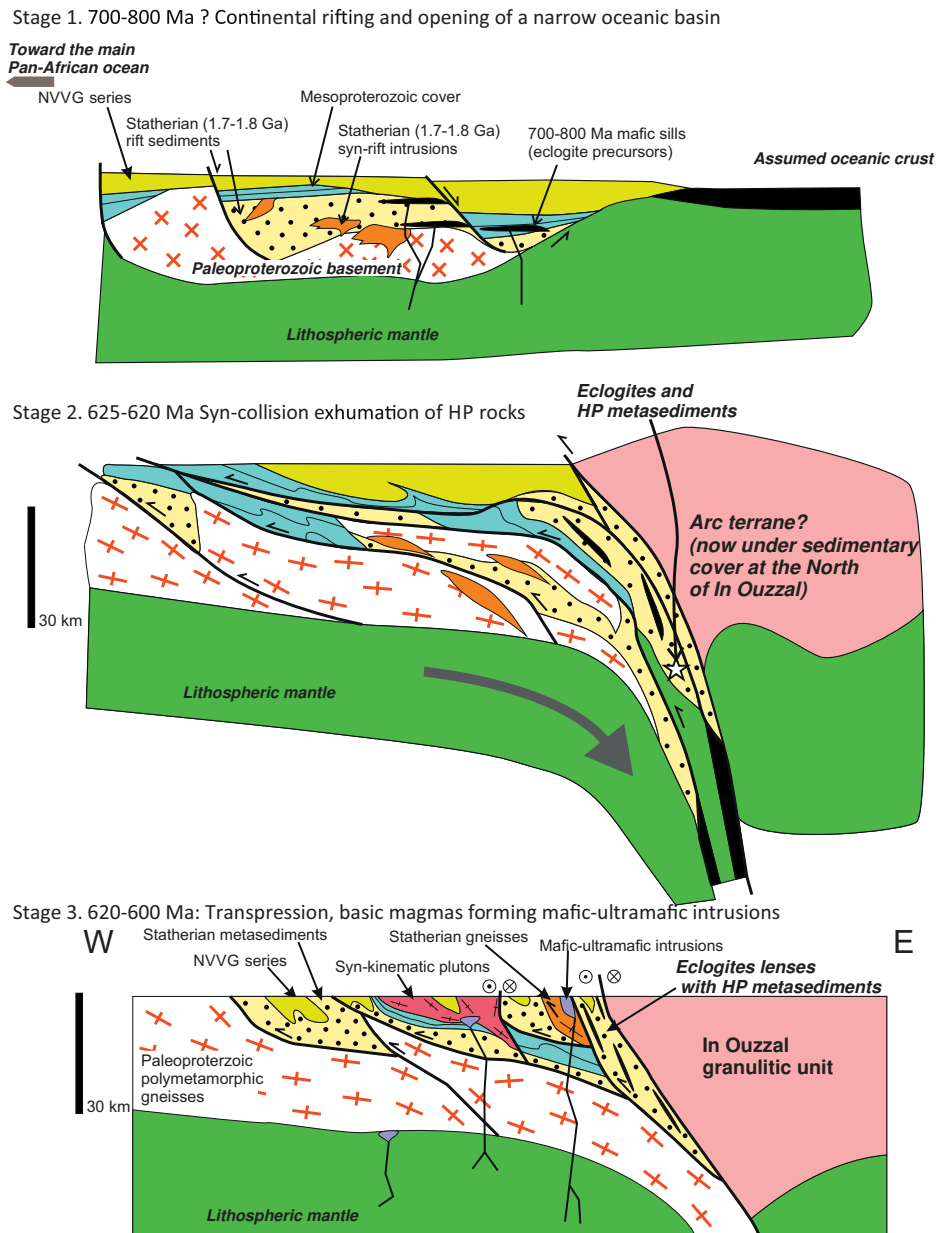 Stage 1. 700-800 Ma ? Continental rifting and opening of a narrow oceanic basin
Toward the main
Pan-African ocean
NVVG series
Statherian (1.7-1.8 Ga)
rift sediments
Mesoproterozoic cover
Statherian (1.7-1.8 Ga)
syn-rift intrusions
700-800 Ma mafic sills
(eclogite precursors)
Assumed oceanic crust
Paleoproterozoic basement
Lithospheric mantle
Stage 2. 625-620 Ma Syn-collision exhumation of HP rocks
Eclogites and
HP metasediments
Arc terrane?
(now under sedimentary
cover at the North
of In Ouzzal)
30 km
Lithospheric mantle
Stage 3. 620-600 Ma: Transpression, basic magmas forming mafic-ultramafic intrusions
W
E
Statherian metasediments
NVVG series
Syn-kinematic plutons
Statherian gneisses
Mafic-ultramafic intrusions
Eclogites lenses
with HP metasediments
In Ouzzal
granulitic unit
Paleoproterzoic
polymetamorphic
gneisses
30 km
Lithospheric mantle